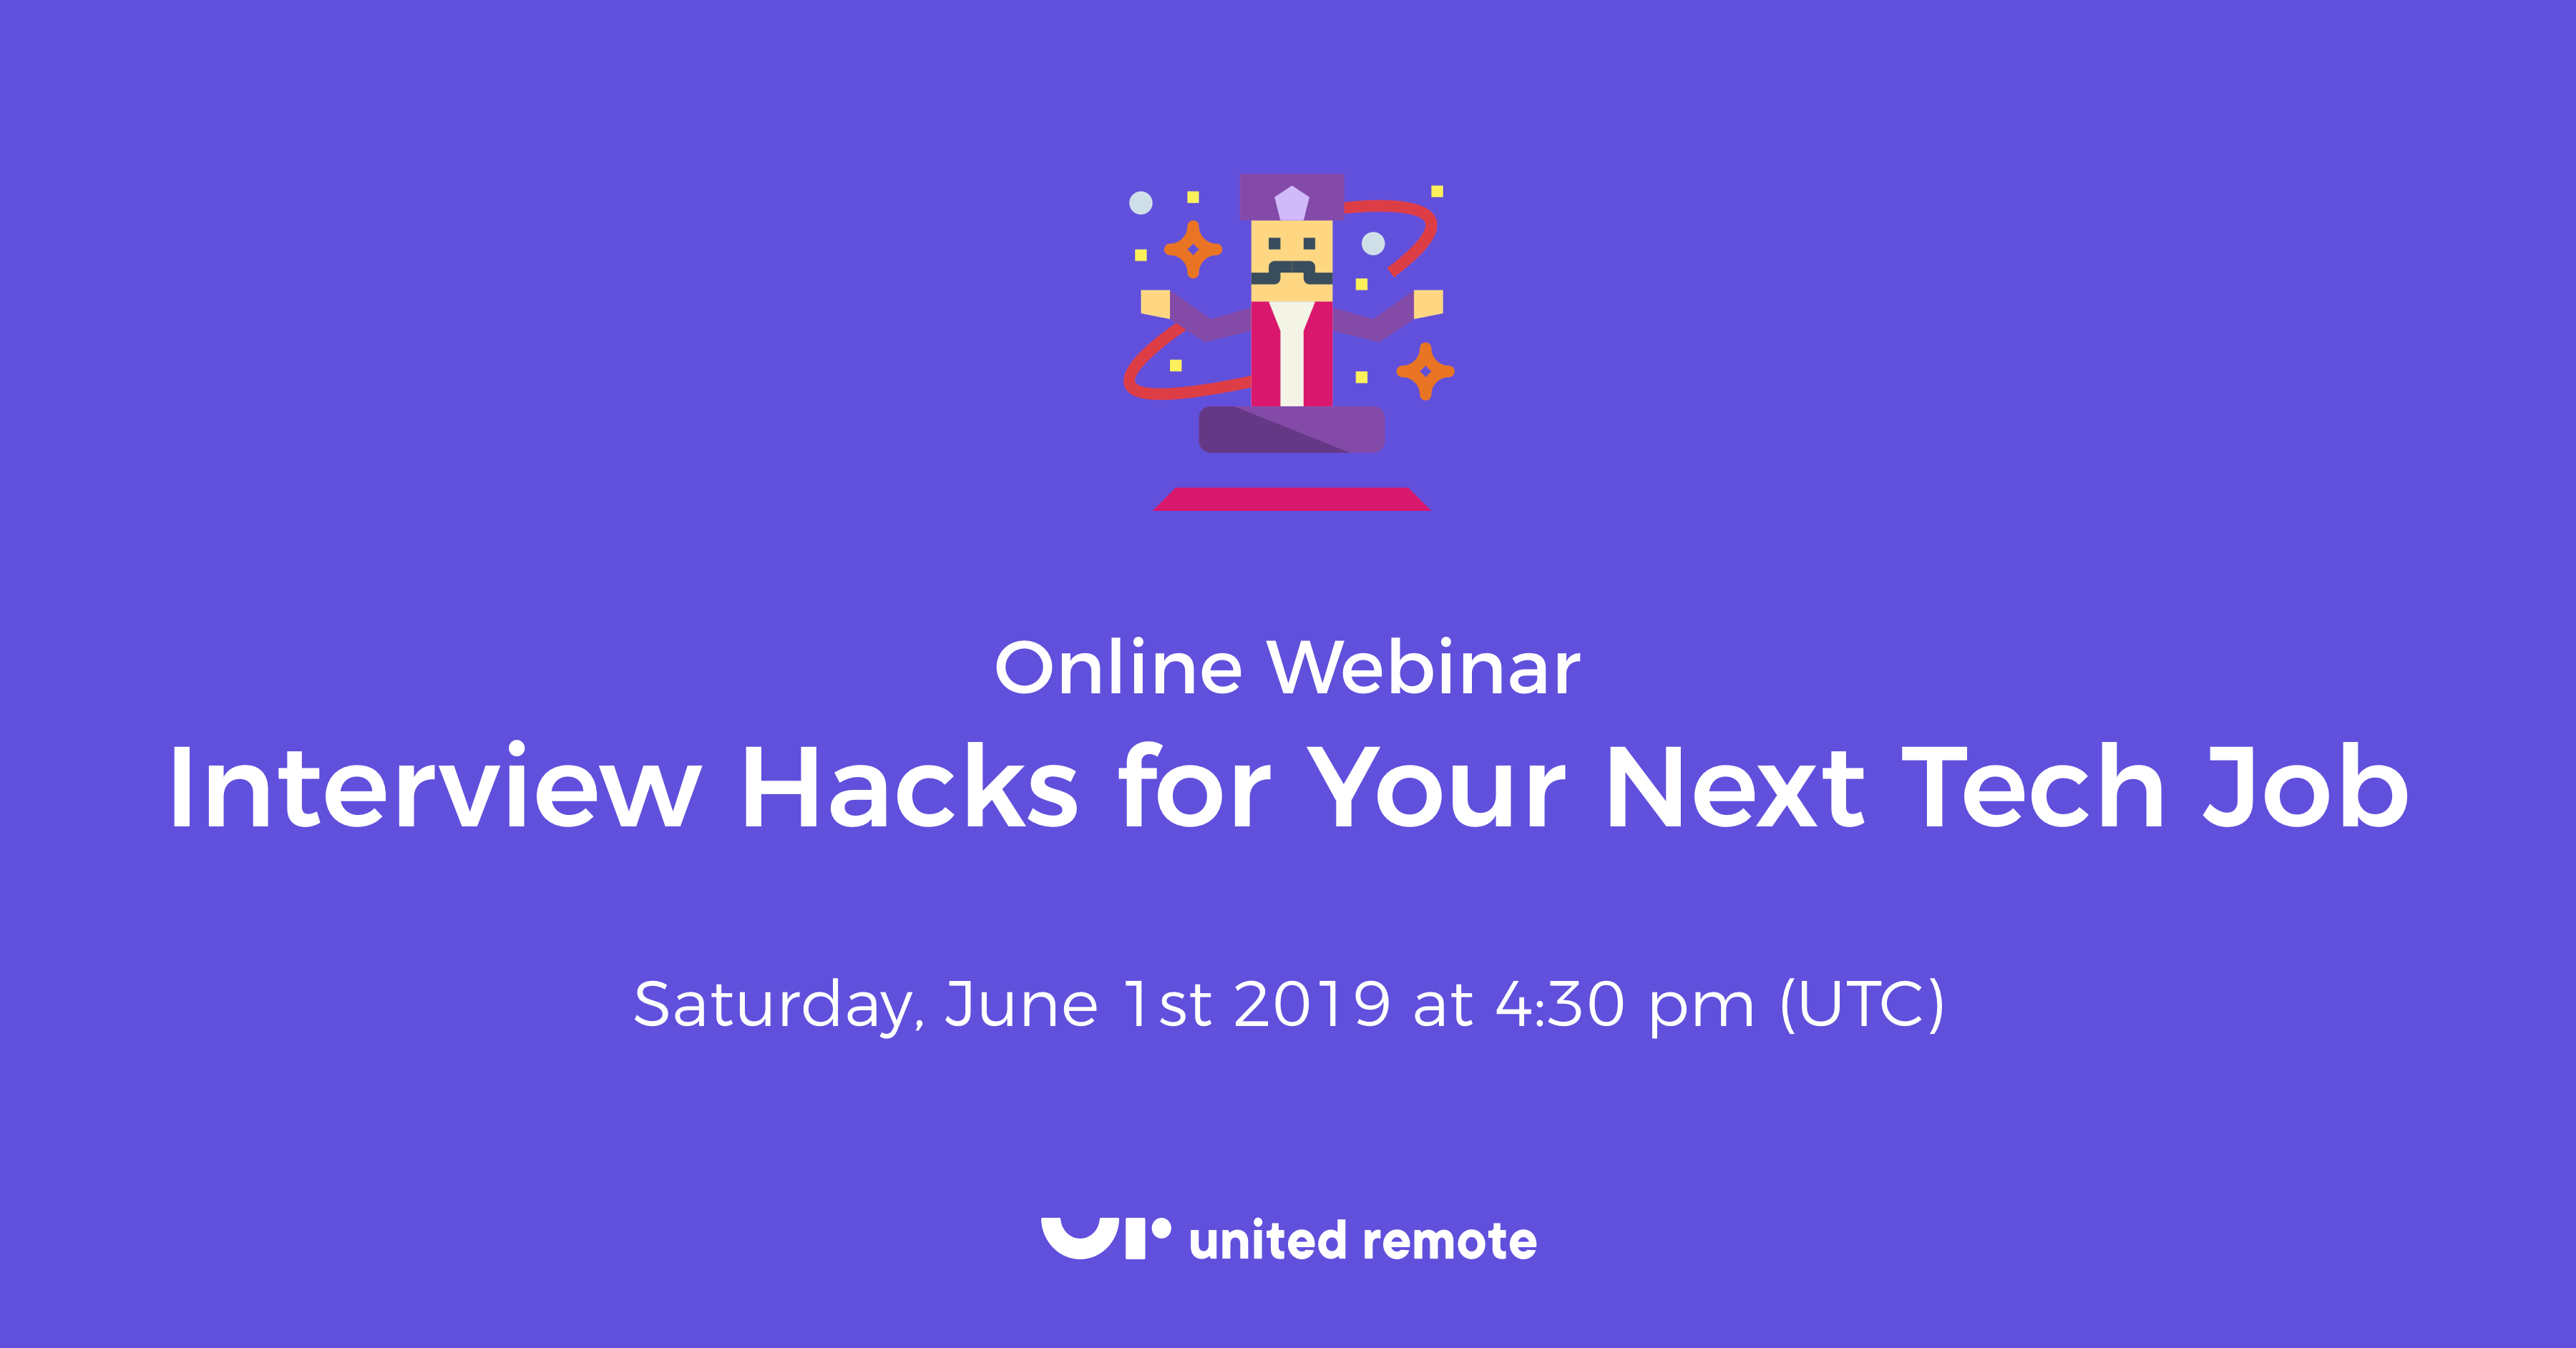 Online Webinar
Interview Hacks for Your Next Tech Job
Saturday, June 1st 2019 at 4:30 pm (UTC)
ur united remote